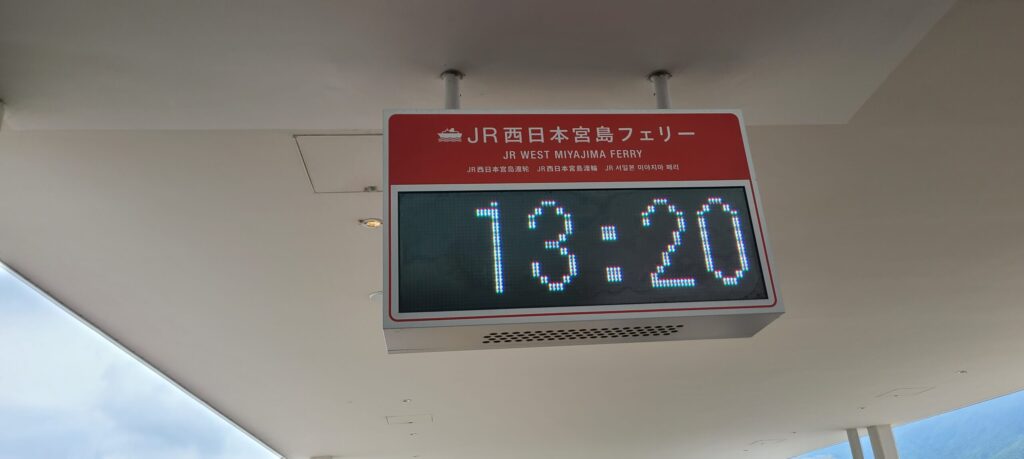 JR西日本宮島フェリー
JR WEST MIYAJIMA FERRY
JR西日本宫岛渡轮 JR西日本宮島渡輪 JR 서일본 미야지마 페리
13:20